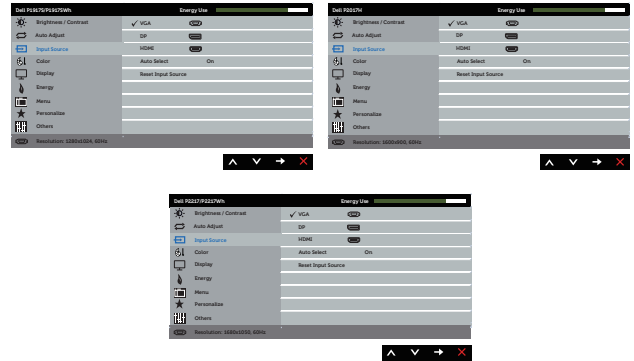 Dell P1917S/P1917SWh Energy Use
Brightness / Contrast VGA
Auto Adjust DP
Input Source HDMI
Color Auto Select On
Display Reset Input Source
Energy
Menu
Personalize
Others
Resolution: 1280x1024, 60Hz
Dell P2017H Energy Use
Brightness / Contrast VGA
Auto Adjust DP
Input Source HDMI
Color Auto Select On
Display Reset Input Source
Energy
Menu
Personalize
Others
Resolution: 1600x900, 60Hz
Dell P2217/P2217Wh Energy Use
Brightness / Contrast VGA
Auto Adjust DP
Input Source HDMI
Color Auto Select On
Display Reset Input Source
Energy
Menu
Personalize
Others
Resolution: 1680x1050, 60Hz